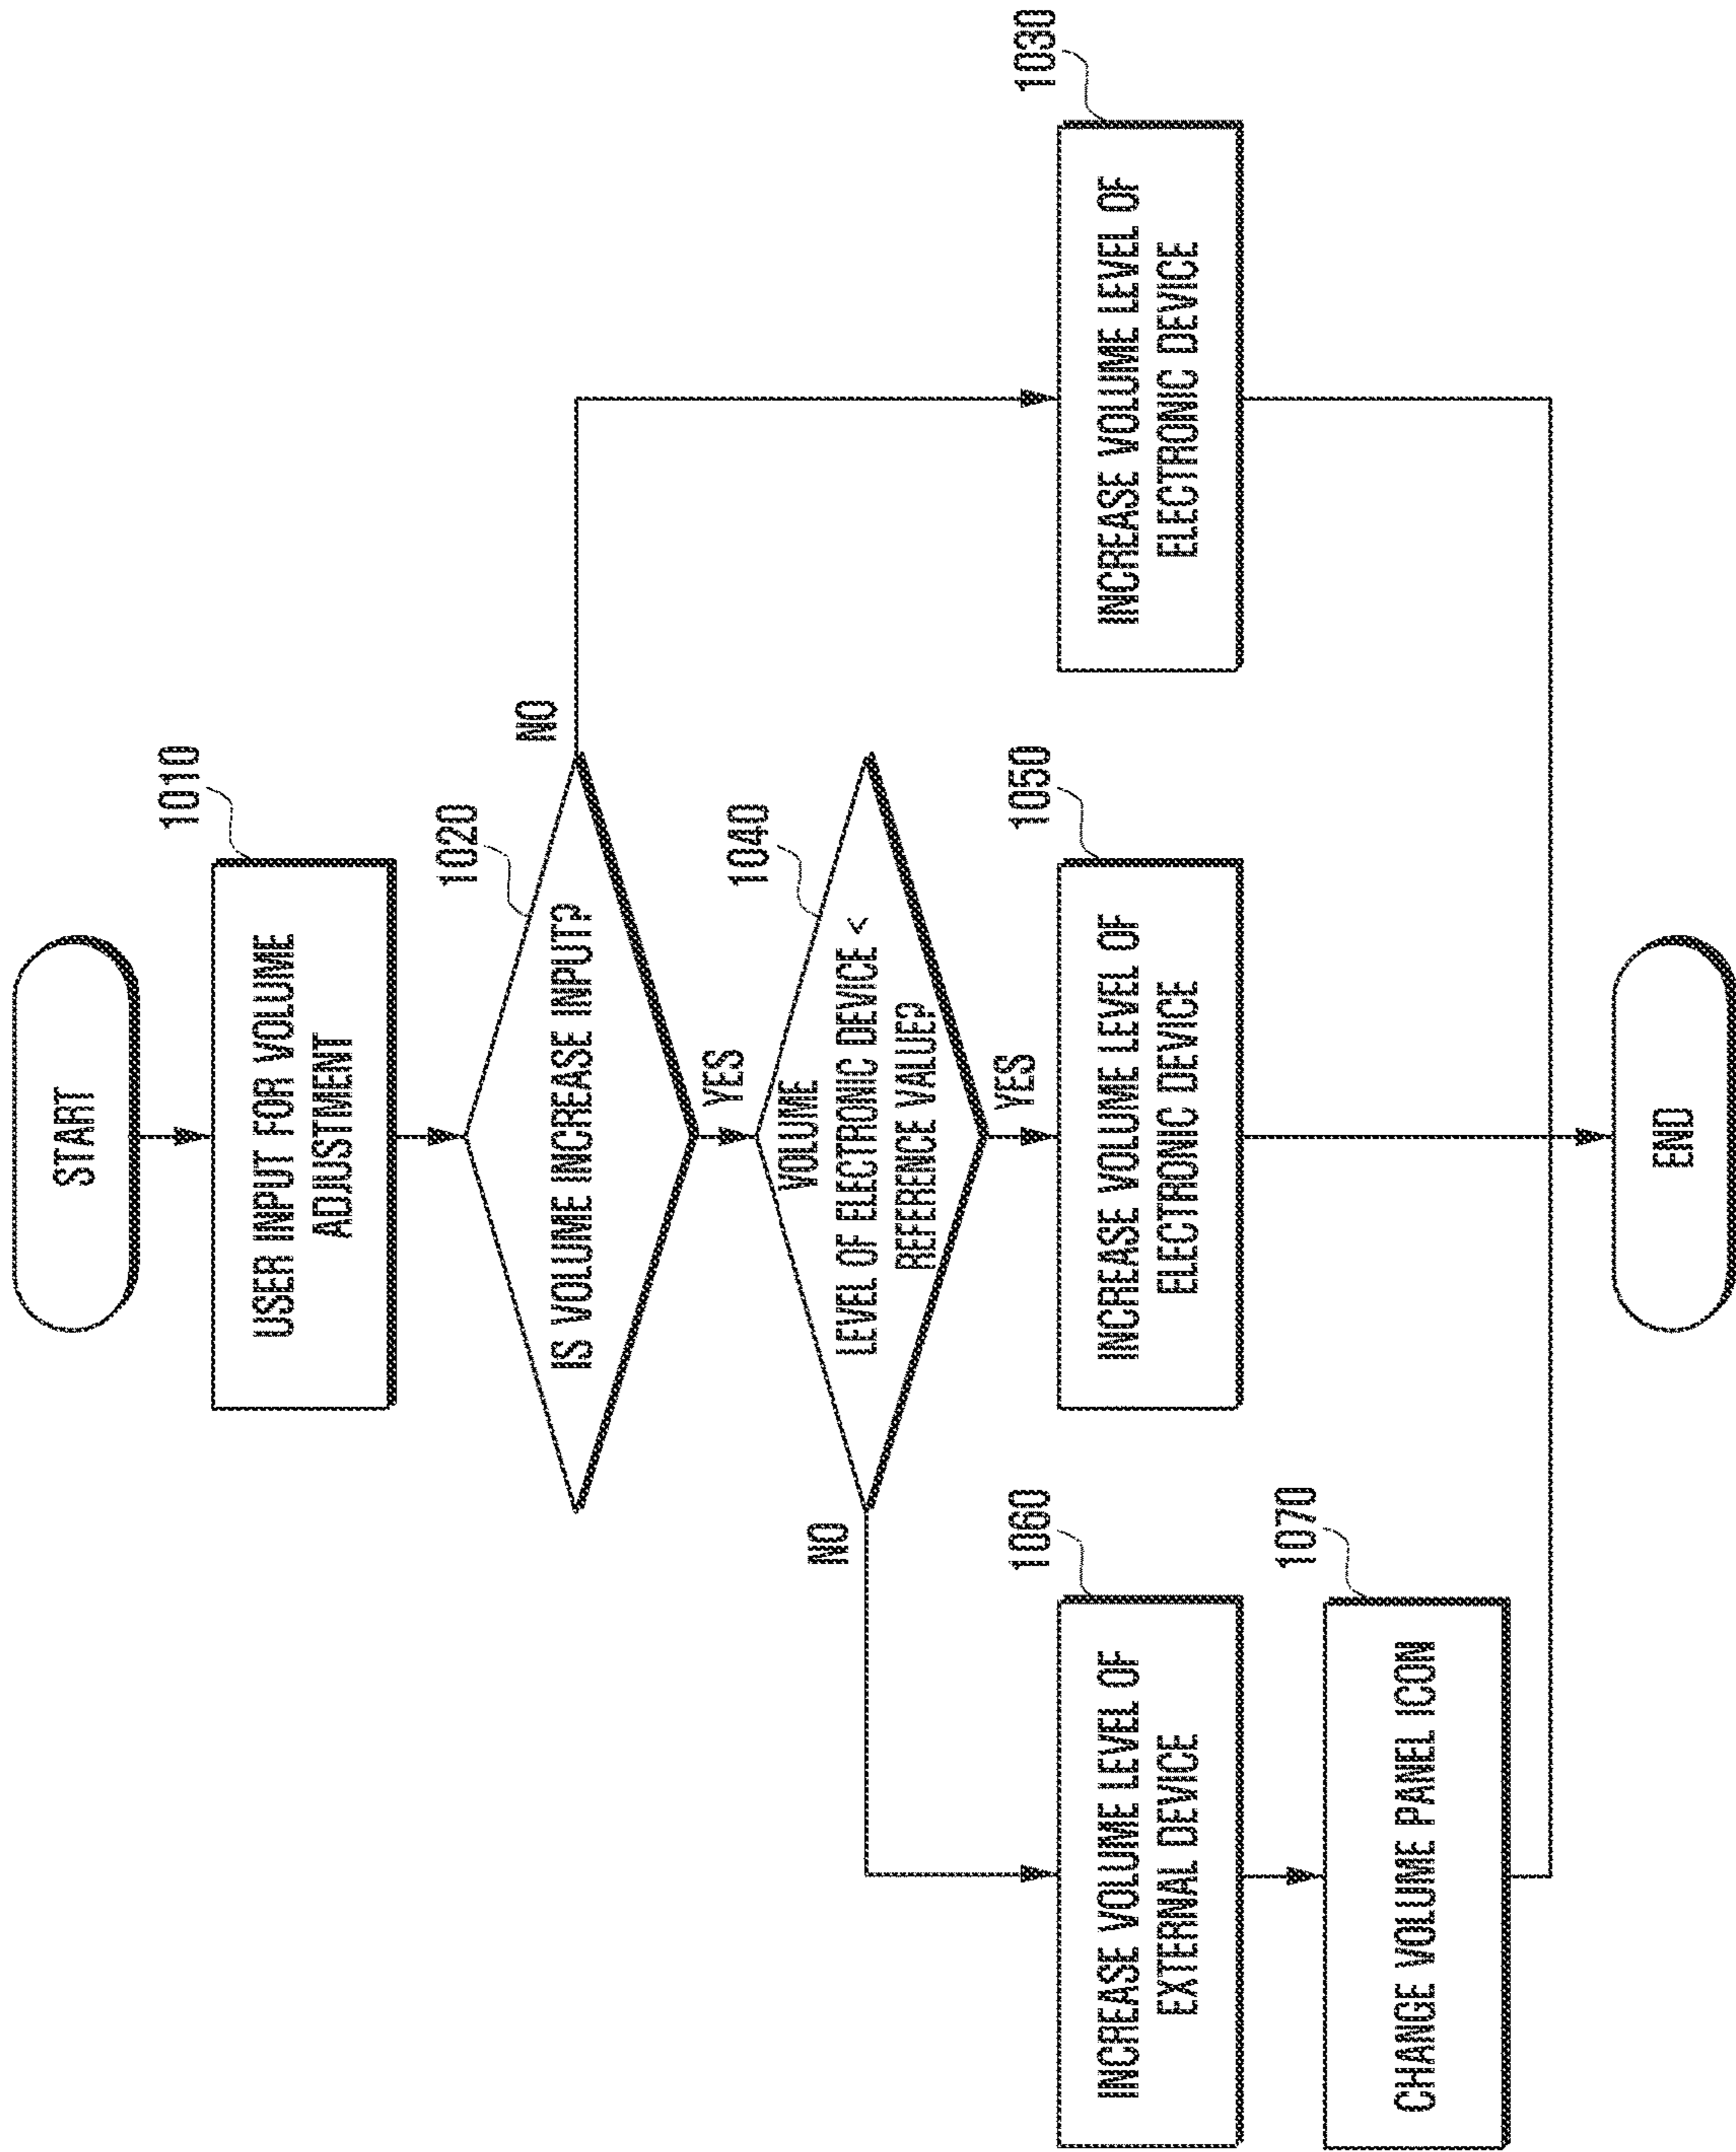 START
1010
USER INPUT FOR VOLUME
ADJUSTMENT
1020
IS VOLUME INCREASE INPUT?
NO
YES
1040
VOLUME
LEVEL OF ELECTRONIC DEVICE <
REFERENCE VALUE?
NO
YES
1060
INCREASE VOLUME LEVEL OF
EXTERNAL DEVICE
1050
INCREASE VOLUME LEVEL OF
ELECTRONIC DEVICE
1030
INCREASE VOLUME LEVEL OF
ELECTRONIC DEVICE
1070
CHANGE VOLUME PANEL ICON
END